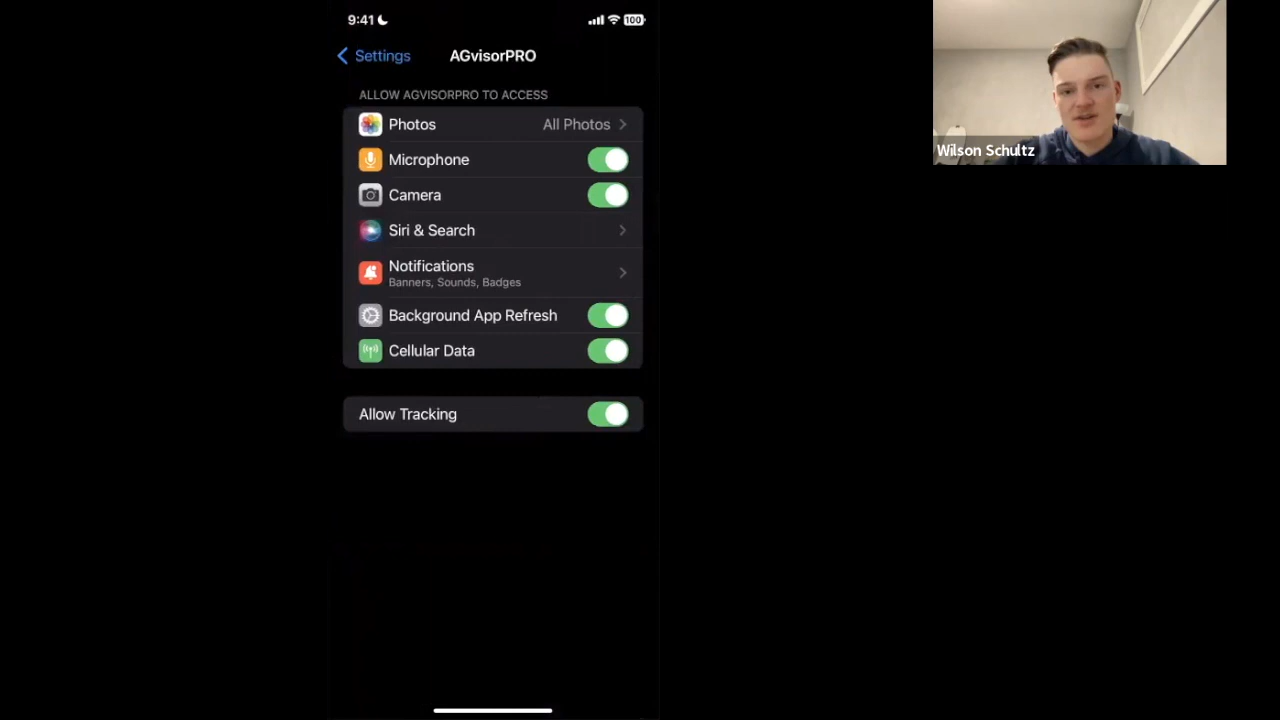 9:41
100
Settings
AGvisorPRO
ALLOW AGVISORPRO TO ACCESS
Photos All Photos
Microphone
Camera
Siri & Search
Notifications
Banners, Sounds, Badges
Background App Refresh
Cellular Data
Allow Tracking
Wilson Schultz